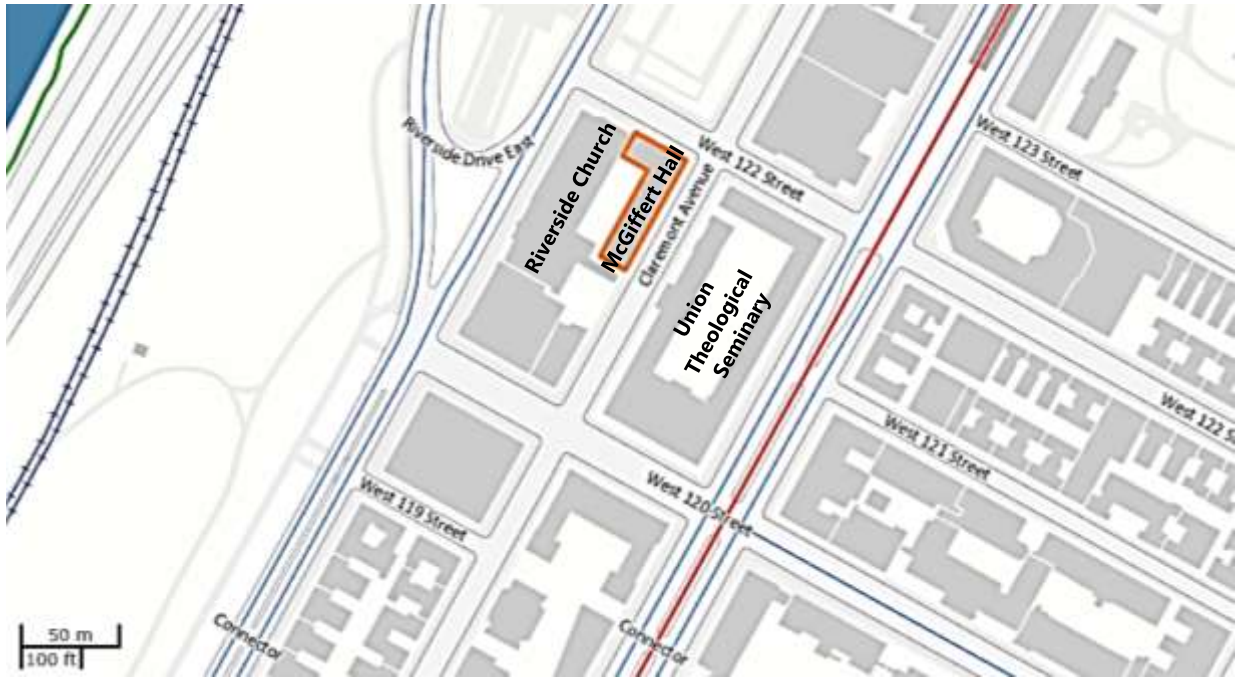 Riverside Drive East
Riverside Church
McGiffert Hall
West 122 Street
Claremont Avenue
West 123 Street
Union
Theological
Seminary
West 122 S
West 121 Street
West 120 Street
West 119 Street
Connector
Connector
50 m
100 ft